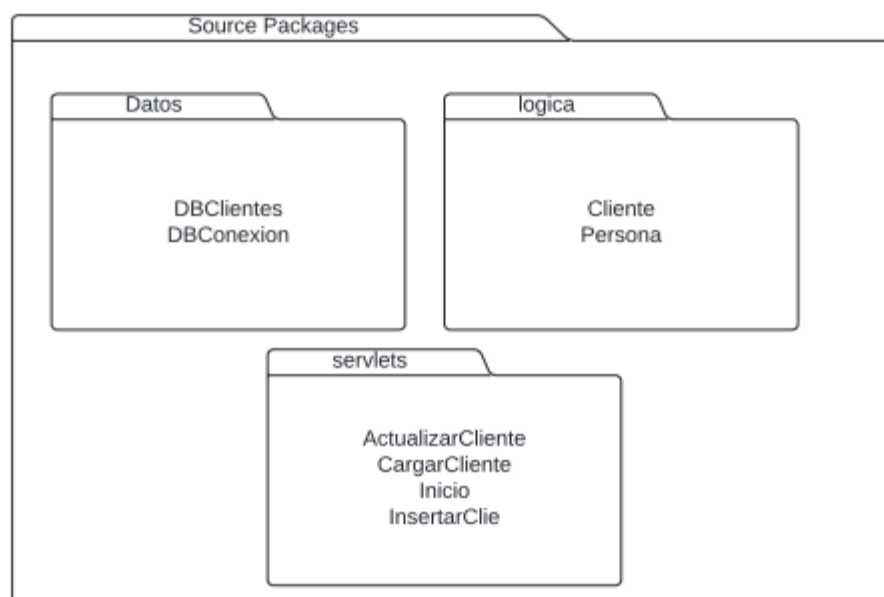 Source Packages
Datos
DBClientes
DBConexion
logica
Cliente
Persona
servlets
ActualizarCliente
CargarCliente
Inicio
InsertarClie